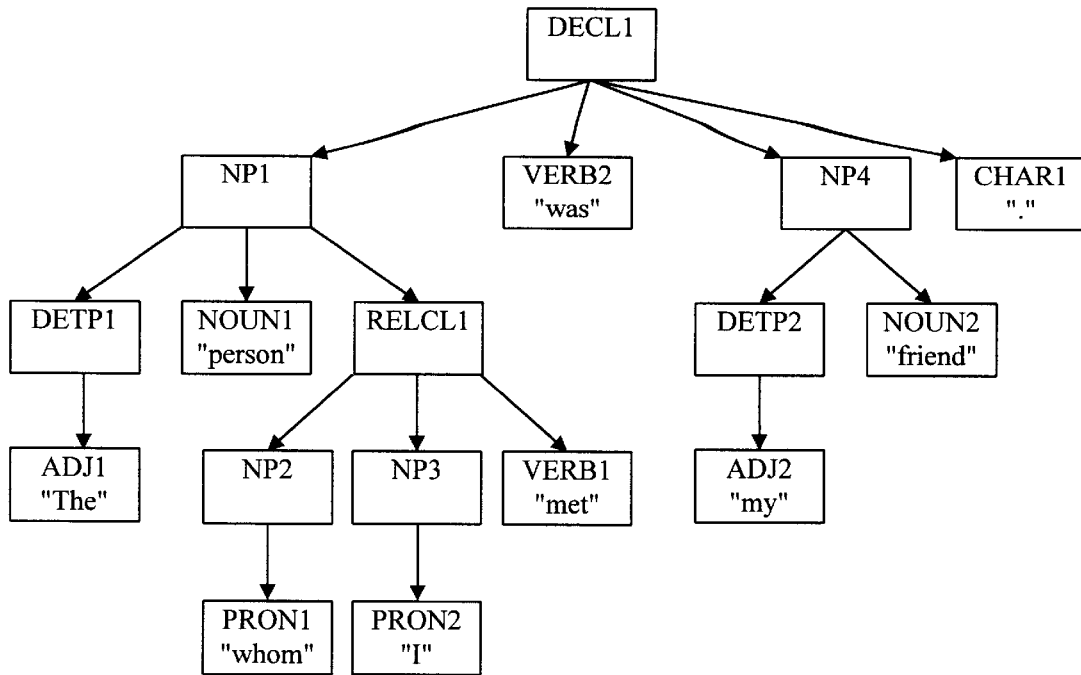 DECL1
NP1
VERB2
"was"
NP4
CHAR1
"."
DETP1
NOUN1
"person"
RELCL1
DETP2
NOUN2
"friend"
ADJ1
"The"
NP2
NP3
VERB1
"met"
ADJ2
"my"
PRON1
"whom"
PRON2
"I"